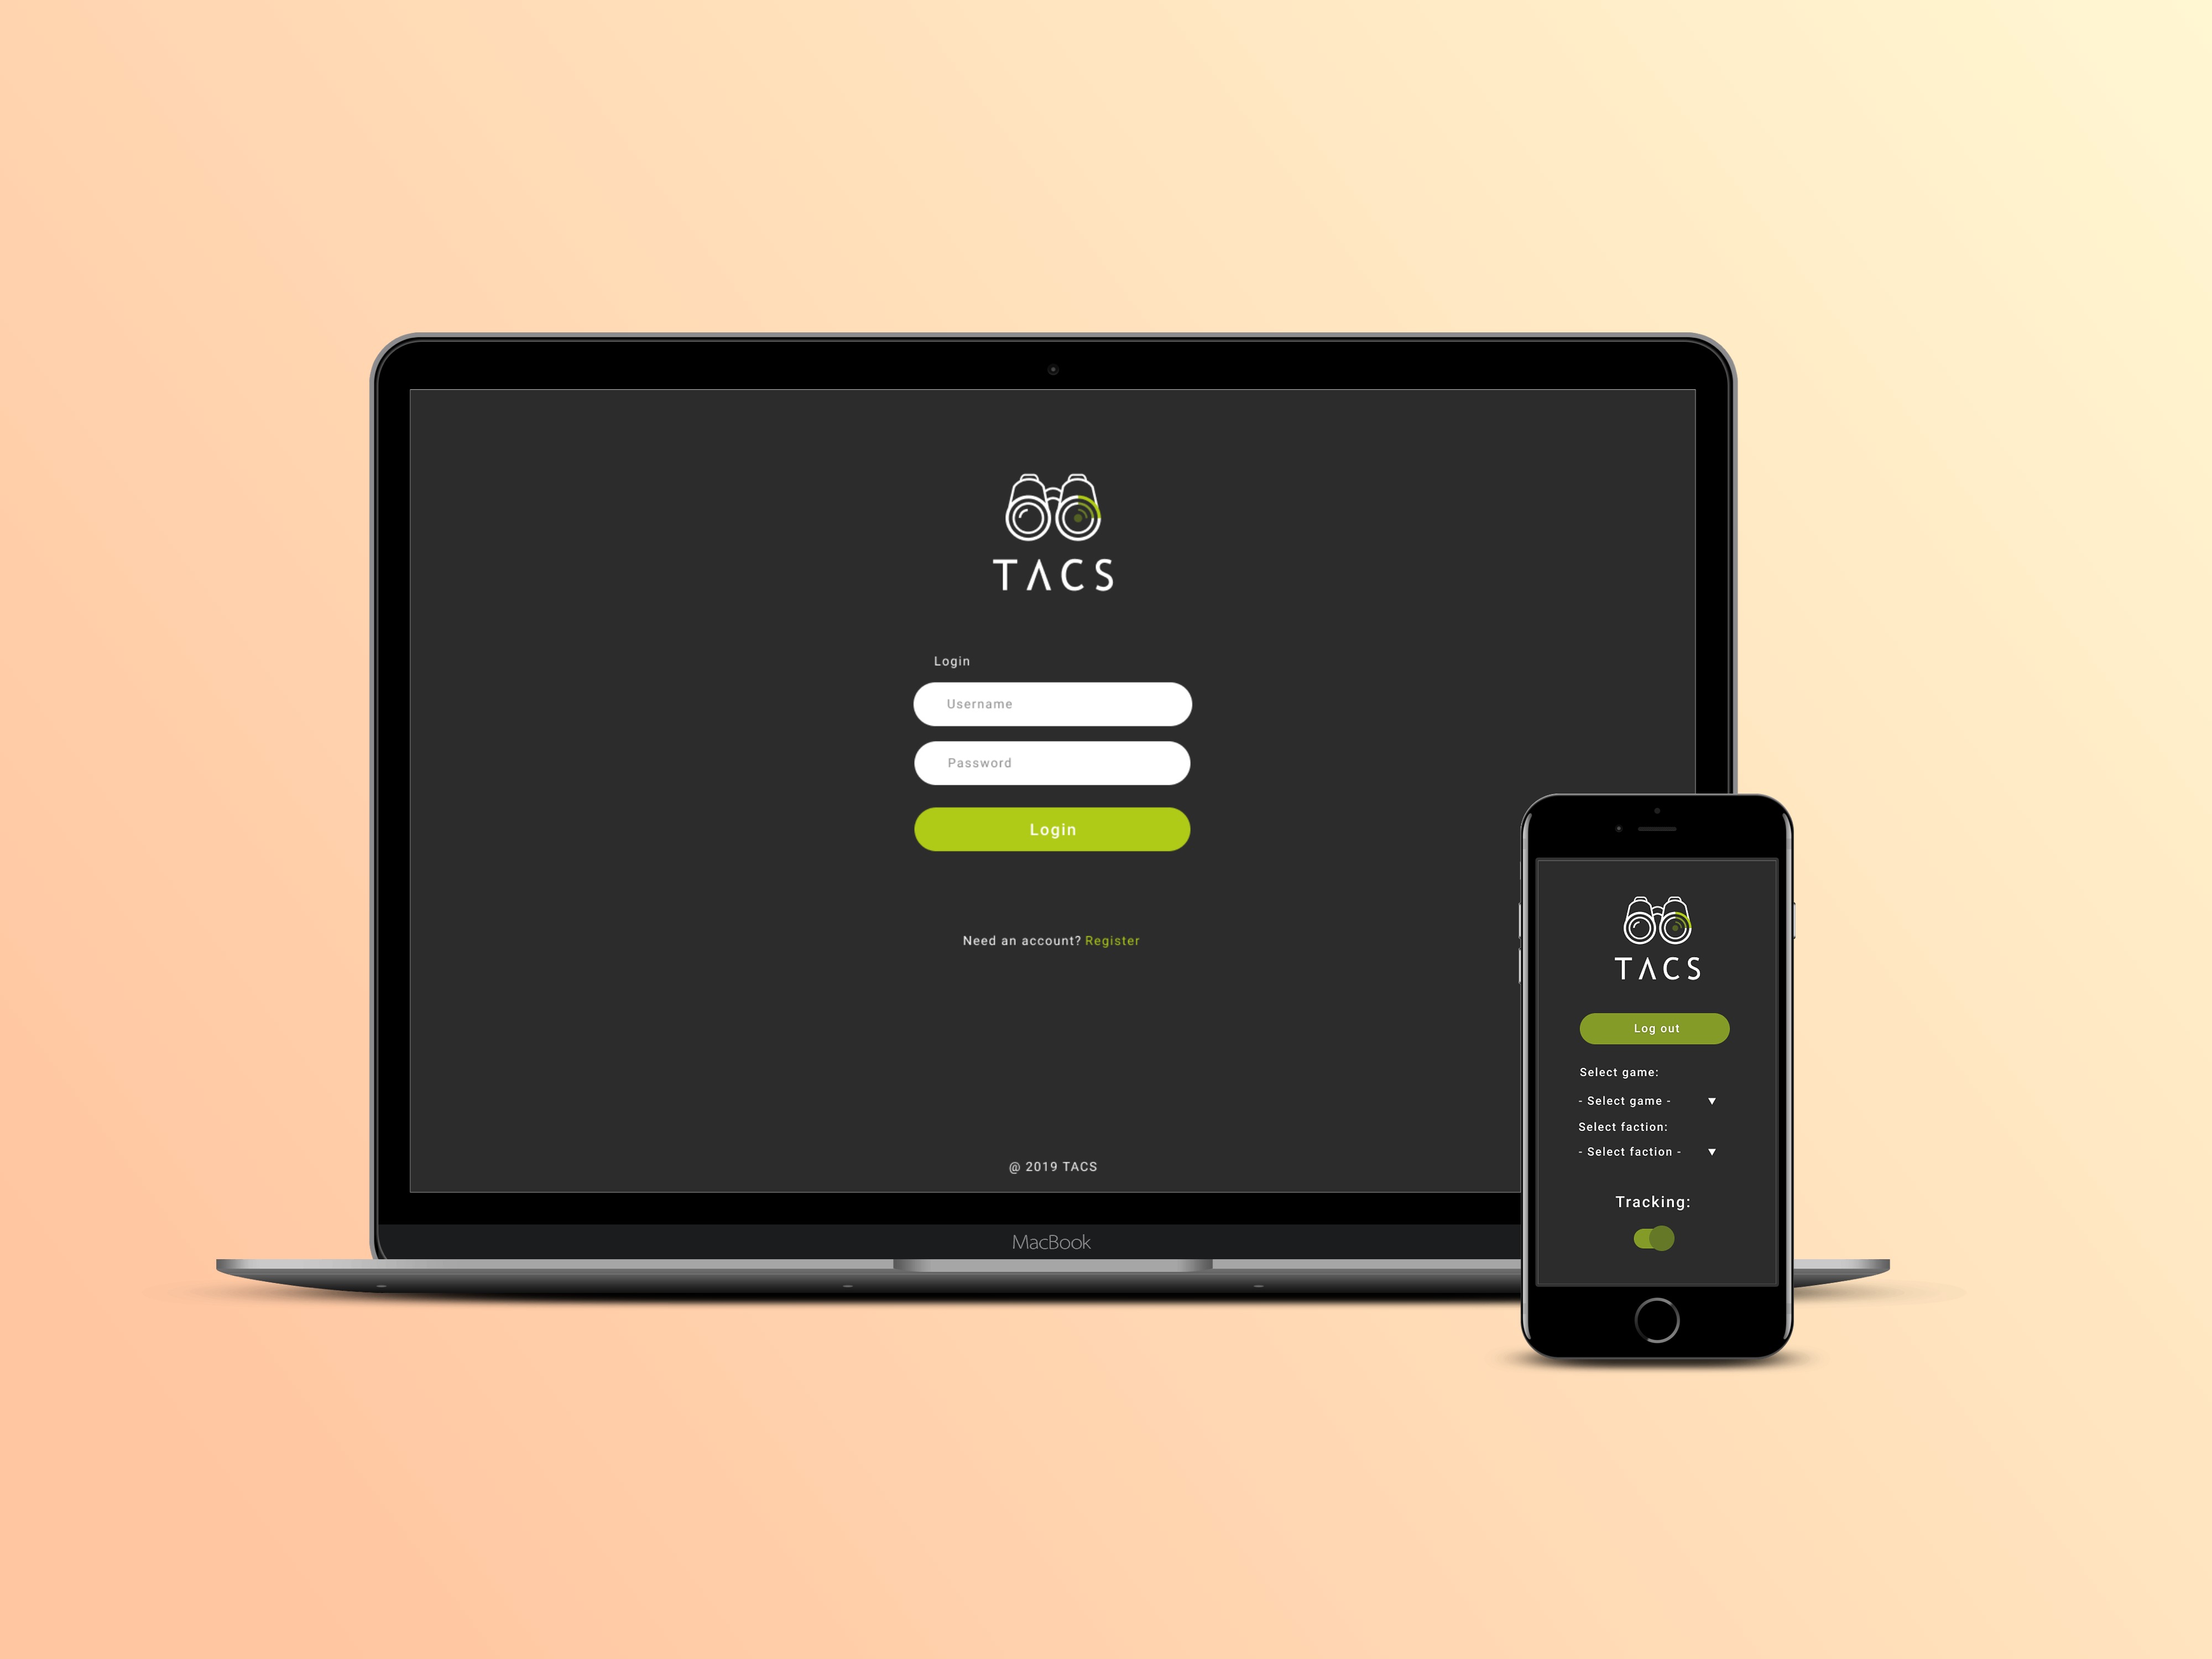 TACS
Login
Username
Password
Login
Need an account? Register
@ 2019 TACS
MacBook
TACS
Log out
Select game:
- Select game - ▼
Select faction:
- Select faction - ▼
Tracking: